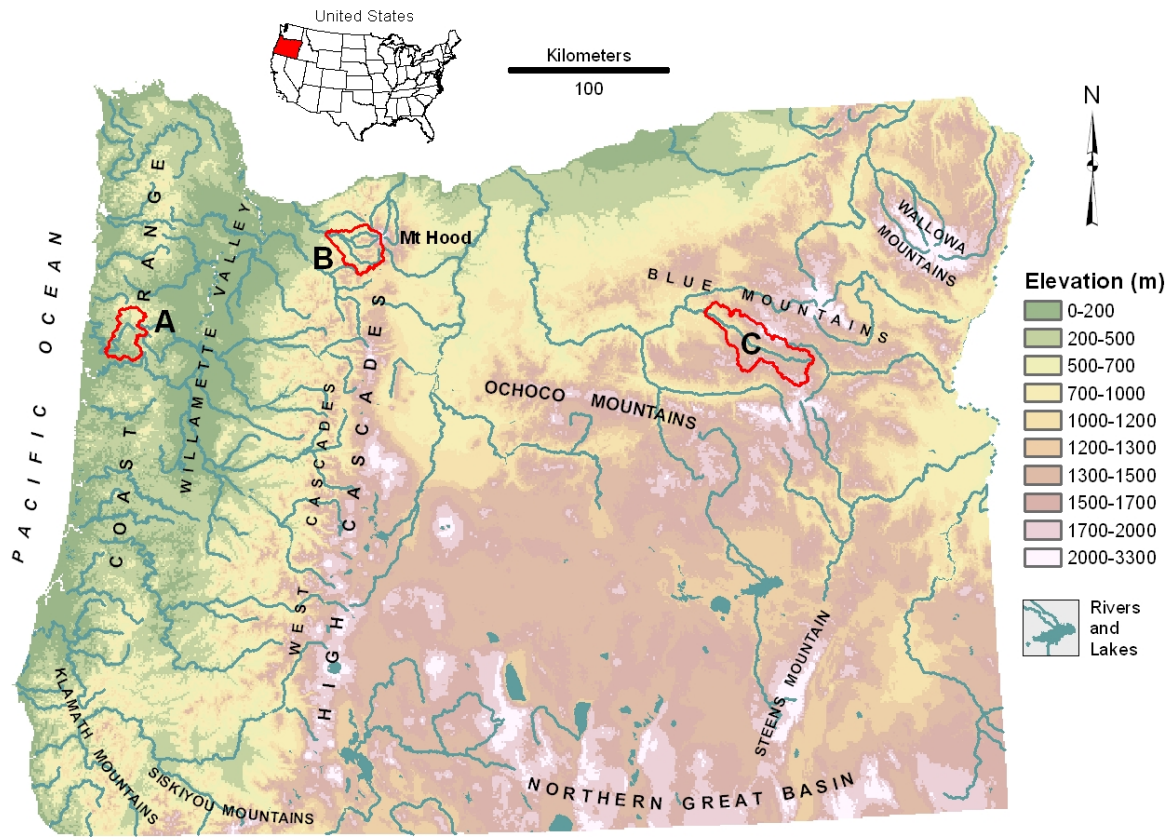 United States
Kilometers
100
N
PACIFIC OCEAN
COAST RANGE
WILLAMETTE VALLEY
A
B
Mt Hood
WEST CASCADES
HIGH CASCADES
OCHOCO MOUNTAINS
BLUE MOUNTAINS
C
WALLOWA
MOUNTAINS
STEENS MOUNTAIN
NORTHERN GREAT BASIN
KLAMATH
MOUNTAINS
SISKIYOU MOUNTAINS
Elevation (m)
0-200
200-500
500-700
700-1000
1000-1200
1200-1300
1300-1500
1500-1700
1700-2000
2000-3300
Rivers
and
Lakes